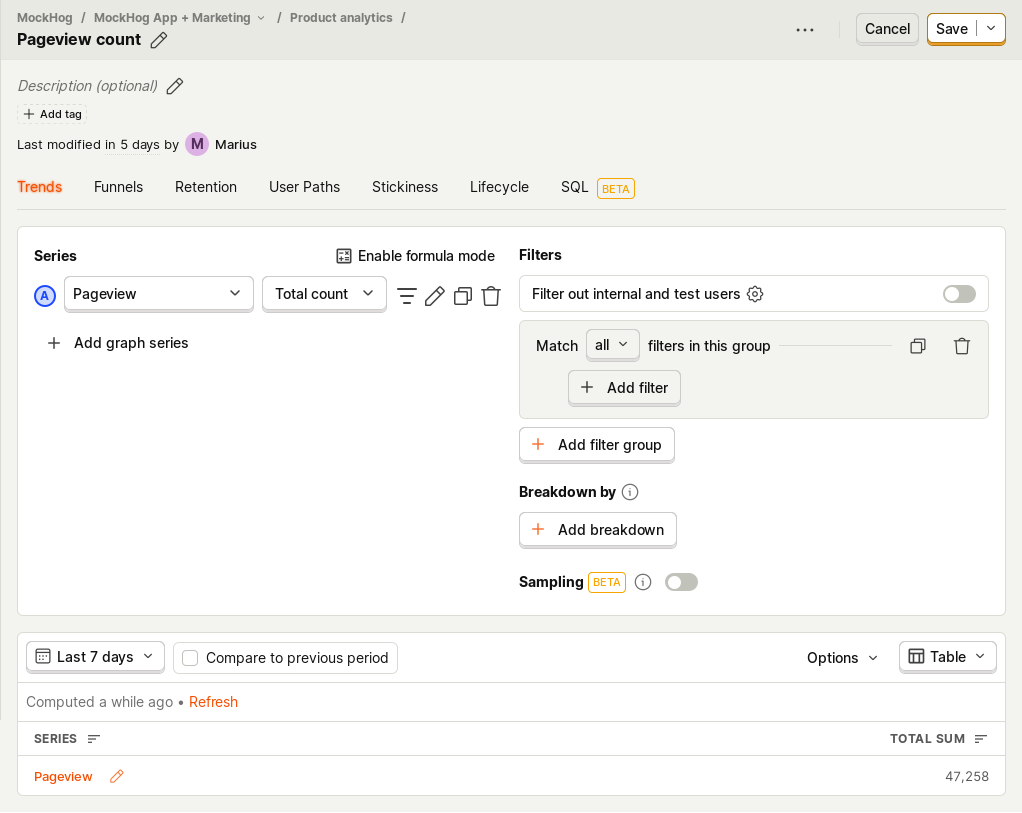 MockHog / MockHog App + Marketing / Product analytics /
Pageview count
Cancel
Save
Description (optional)
Add tag
Last modified in 5 days by M Marius
Trends
Funnels
Retention
User Paths
Stickiness
Lifecycle
SQL BETA
Series
Enable formula mode
A
Pageview
Total count
Add graph series
Filters
Filter out internal and test users
Match all filters in this group
Add filter
Add filter group
Breakdown by
Add breakdown
Sampling BETA
Last 7 days
Compare to previous period
Options
Table
Computed a while ago • Refresh
SERIES
TOTAL SUM
Pageview
47,258